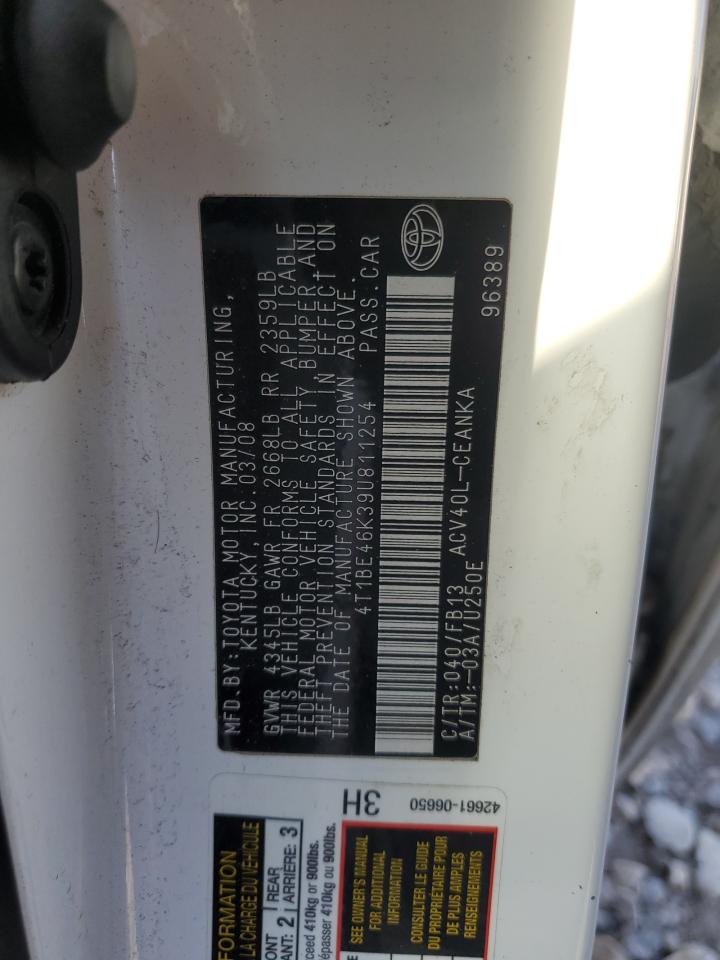 MFD.BY:TOYOTA MOTOR MANUFACTURING,
KENTUCKY, INC. 03/08
GVWR 4345LB GAWR FR 2668LB RR 2359LB
THIS VEHICLE CONFORMS TO ALL APPLICABLE
FEDERAL MOTOR VEHICLE SAFETY BUMPER AND
THEFT PREVENTION STANDARDS IN EFFECT ON
THE DATE OF MANUFACTURE SHOWN ABOVE.
4T1BE46K39U811254 PASS.CAR
C/TR:040/FB13 ACV40L-CEANKA
A/TM:-03A/U250E 96389
FORMATION
LA CHARGE DU VÉHICULE
ONT REAR
ANT: 2 ARRIÈRE: 3
ceed 410kg or 900lbs.
épasser 410kg ou 900lbs.
3H 42661-06650
SEE OWNER'S MANUAL
FOR ADDITIONAL
INFORMATION
CONSULTER LE GUIDE
DU PROPRIÉTAIRE POUR
DE PLUS AMPLES
RENSEIGNEMENTS